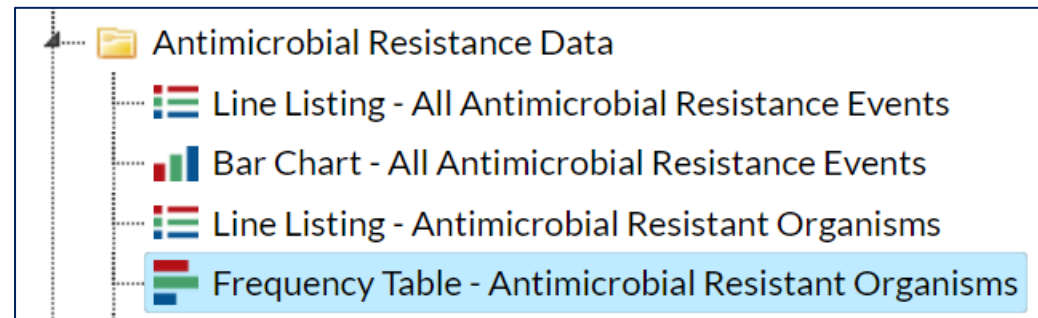 Antimicrobial Resistance Data
Line Listing - All Antimicrobial Resistance Events
Bar Chart - All Antimicrobial Resistance Events
Line Listing - Antimicrobial Resistant Organisms
Frequency Table - Antimicrobial Resistant Organisms